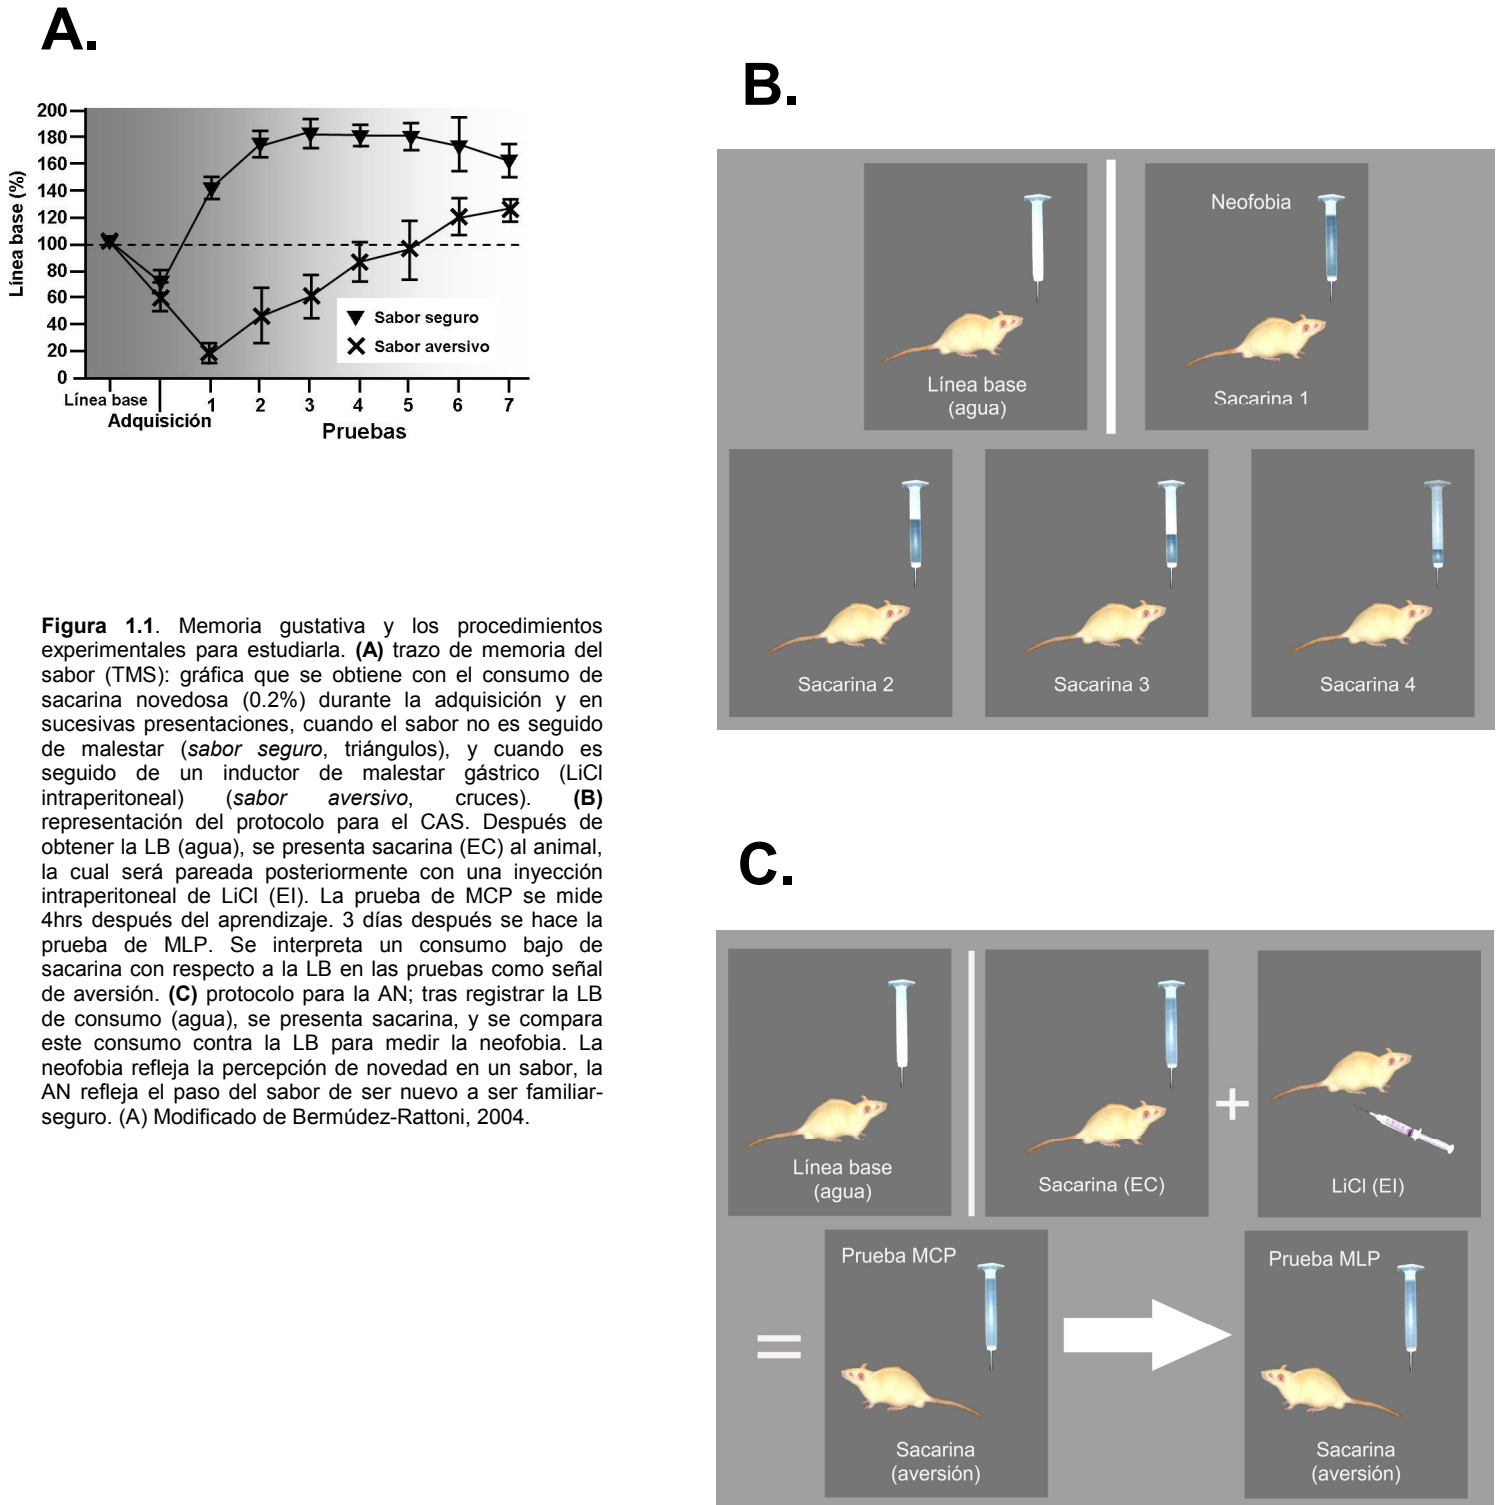 A.
200
180
160
140
120
100
80
60
40
20
0
Línea base (%)
Sabor seguro
Sabor aversivo
Línea base
Adquisición
1 2 3 4 5 6 7
Pruebas
Figura 1.1. Memoria gustativa y los procedimientos
experimentales para estudiarla. (A) trazo de memoria del
sabor (TMS): gráfica que se obtiene con el consumo de
sacarina novedosa (0.2%) durante la adquisición y en
sucesivas presentaciones, cuando el sabor no es seguido
de malestar (sabor seguro, triángulos), y cuando es
seguido de un inductor de malestar gástrico (LiCl
intraperitoneal) (sabor aversivo, cruces). (B)
representación del protocolo para el CAS. Después de
obtener la LB (agua), se presenta sacarina (EC) al animal,
la cual será pareada posteriormente con una inyección
intraperitoneal de LiCl (EI). La prueba de MCP se mide
4hrs después del aprendizaje. 3 días después se hace la
prueba de MLP. Se interpreta un consumo bajo de
sacarina con respecto a la LB en las pruebas como señal
de aversión. (C) protocolo para la AN; tras registrar la LB
de consumo (agua), se presenta sacarina, y se compara
este consumo contra la LB para medir la neofobia. La
neofobia refleja la percepción de novedad en un sabor, la
AN refleja el paso del sabor de ser nuevo a ser familiar-
seguro. (A) Modificado de Bermúdez-Rattoni, 2004.
B.
Línea base
(agua)
Neofobia
Sacarina 1
Sacarina 2
Sacarina 3
Sacarina 4
C.
Línea base
(agua)
Sacarina (EC)
+
LiCl (EI)
=
Prueba MCP
Sacarina
(aversión)
Prueba MLP
Sacarina
(aversión)